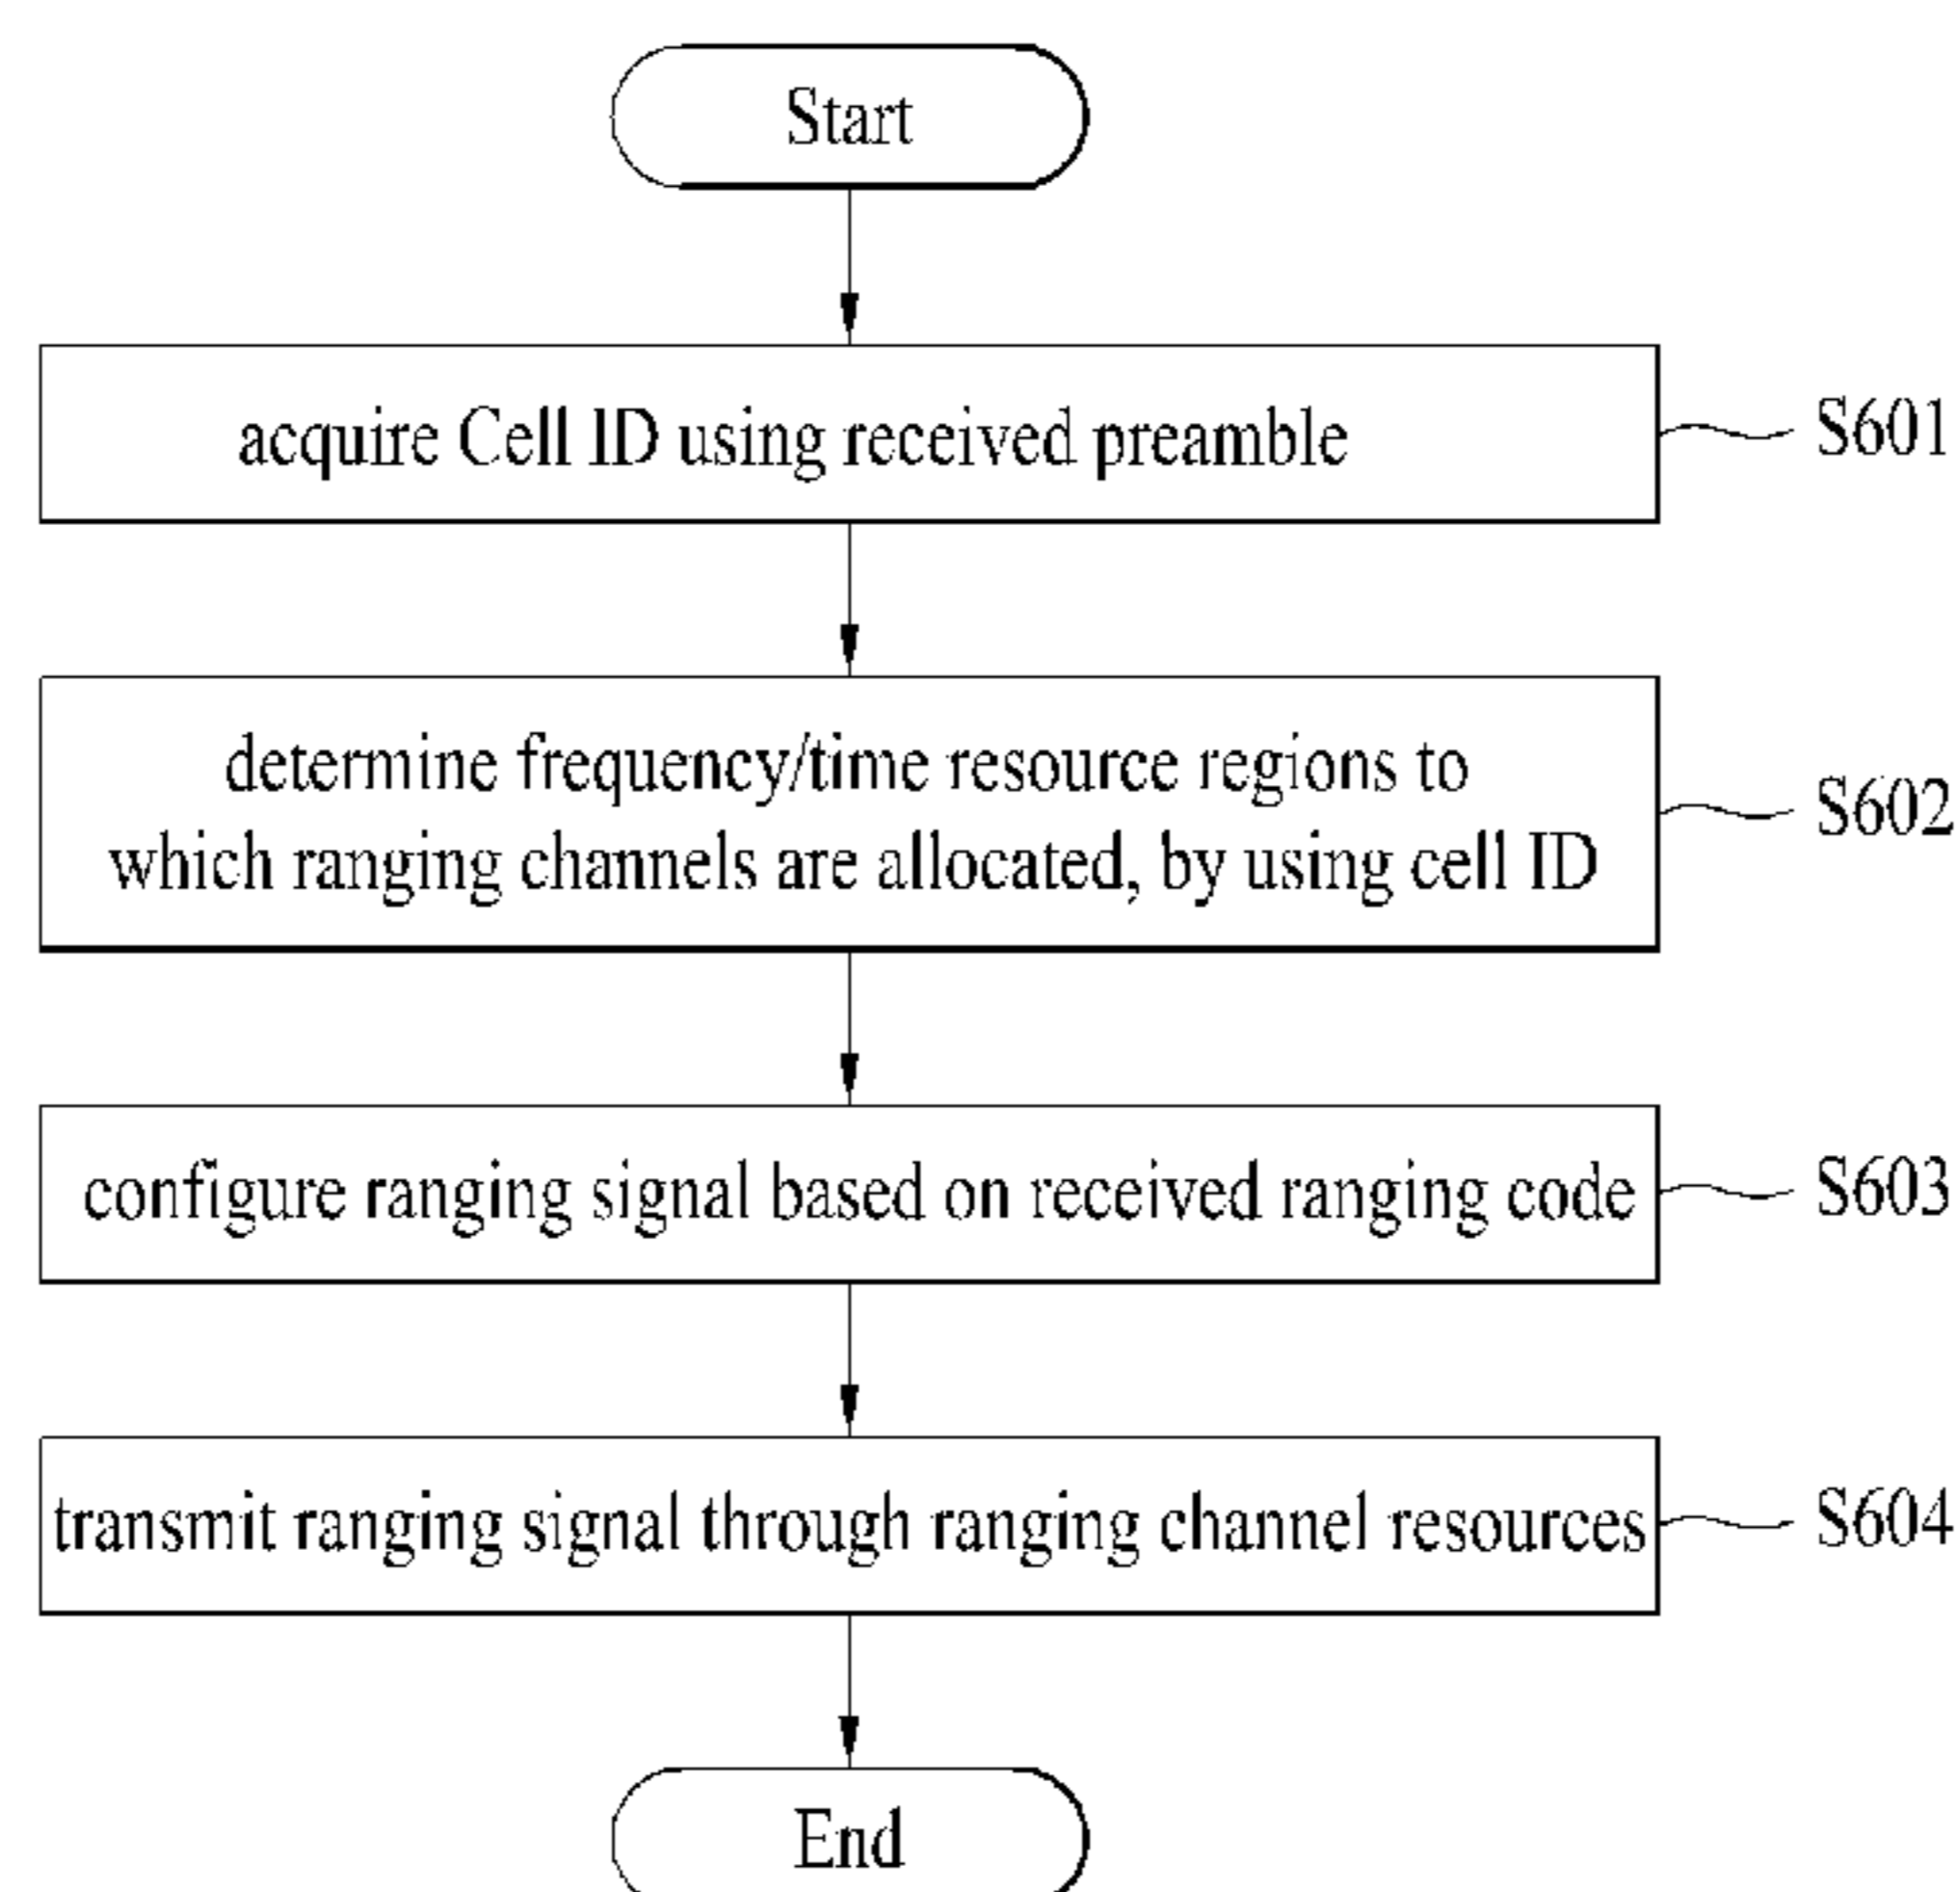 Start
acquire Cell ID using received preamble
S601
determine frequency/time resource regions to
which ranging channels are allocated, by using cell ID
S602
configure ranging signal based on received ranging code
S603
transmit ranging signal through ranging channel resources
S604
End